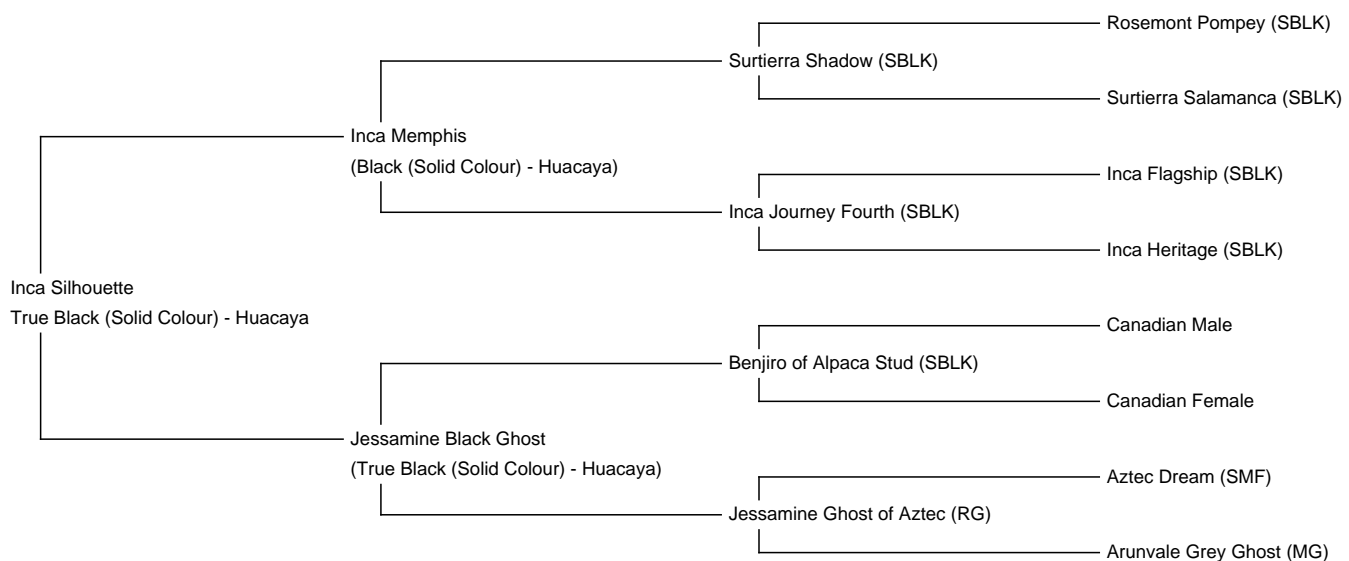 Rosemont Pompey (SBLK)
Surtierra Shadow (SBLK)
Surtierra Salamanca (SBLK)
Inca Memphis
(Black (Solid Colour) - Huacaya)
Inca Flagship (SBLK)
Inca Journey Fourth (SBLK)
Inca Heritage (SBLK)
Inca Silhouette
True Black (Solid Colour) - Huacaya
Canadian Male
Benjiro of Alpaca Stud (SBLK)
Canadian Female
Jessamine Black Ghost
(True Black (Solid Colour) - Huacaya)
Aztec Dream (SMF)
Jessamine Ghost of Aztec (RG)
Arunvale Grey Ghost (MG)